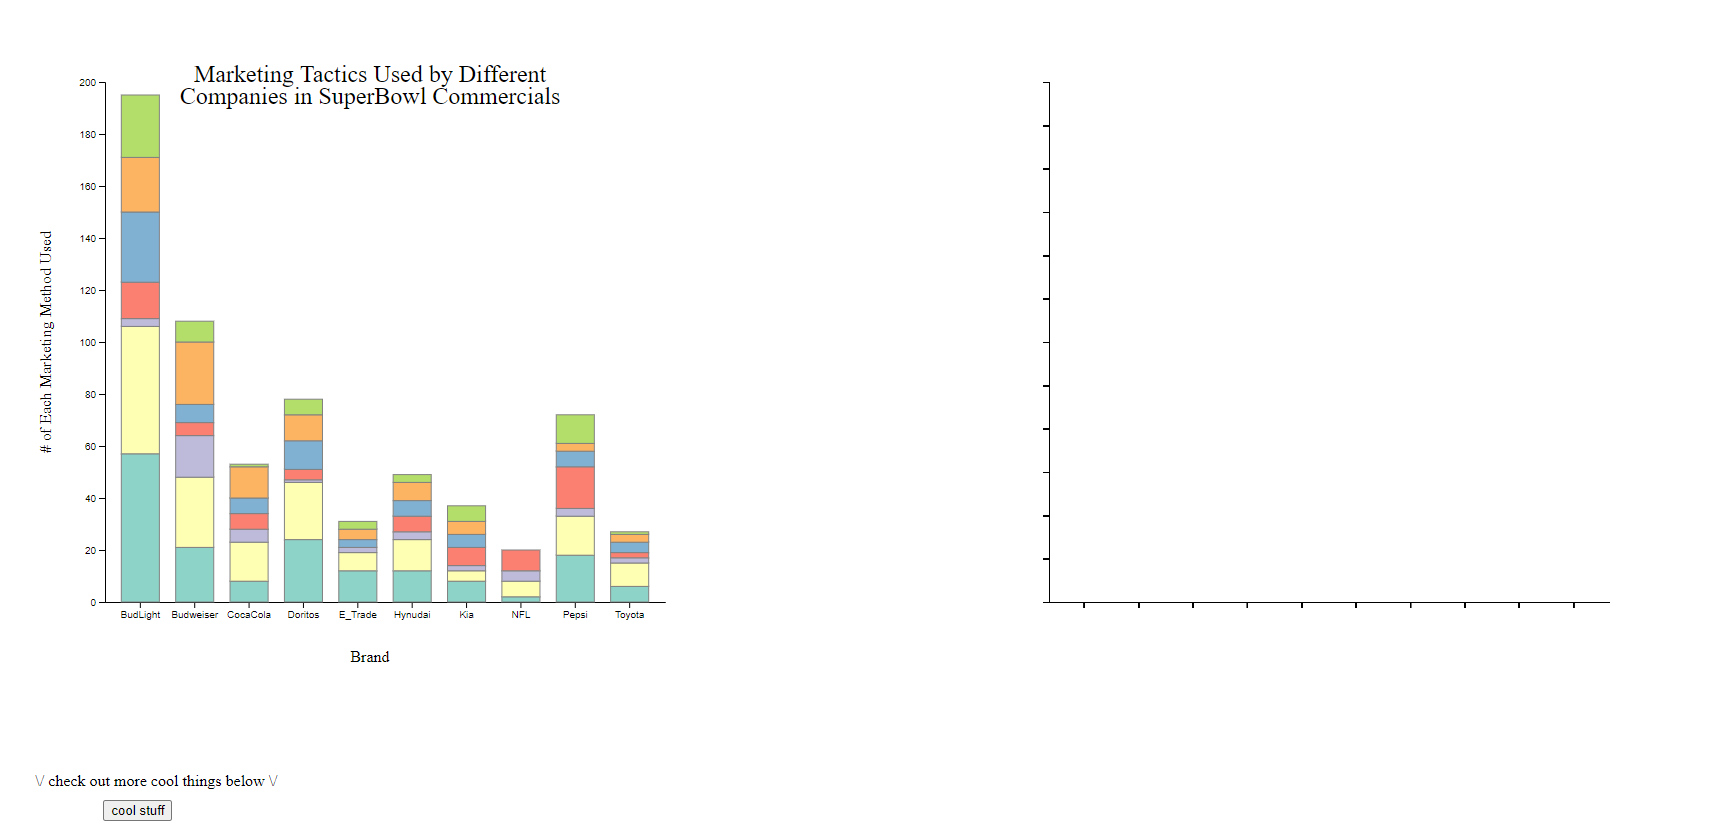 Marketing Tactics Used by Different
Companies in SuperBowl Commercials
# of Each Marketing Method Used
200
180
160
140
120
100
80
60
40
20
0
BudLight Budweiser CocaCola Doritos E_Trade Hynudai Kia NFL Pepsi Toyota
Brand
\/ check out more cool things below \/
cool stuff